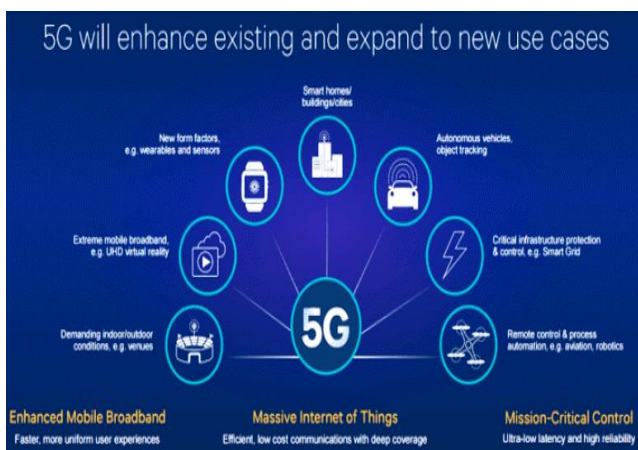 5G will enhance existing and expand to new use cases
Smart homes/
buildings/cities
New form factors,
e.g. wearables and sensors
Autonomous vehicles,
object tracking
Extreme mobile broadband,
e.g. UHD virtual reality
Critical infrastructure protection
& control, e.g. Smart Grid
Demanding indoor/outdoor
conditions, e.g. venues
5G
Remote control & process
automation, e.g. aviation, robotics
Enhanced Mobile Broadband
Faster, more uniform user experiences
Massive Internet of Things
Efficient, low cost communications with deep coverage
Mission-Critical Control
Ultra-low latency and high reliability